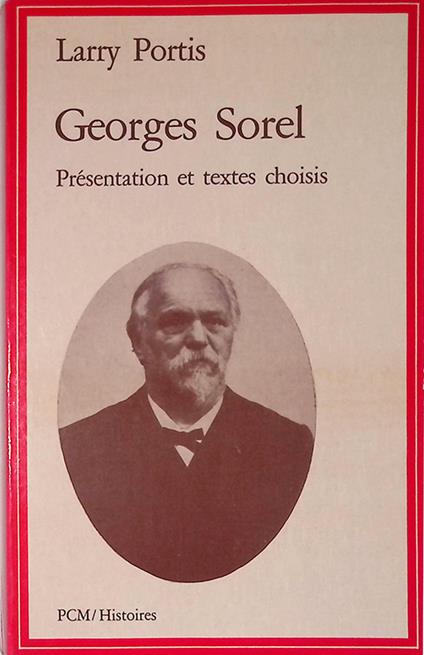 Larry Portis
Georges Sorel
Présentation et textes choisis
PCM/Histoires